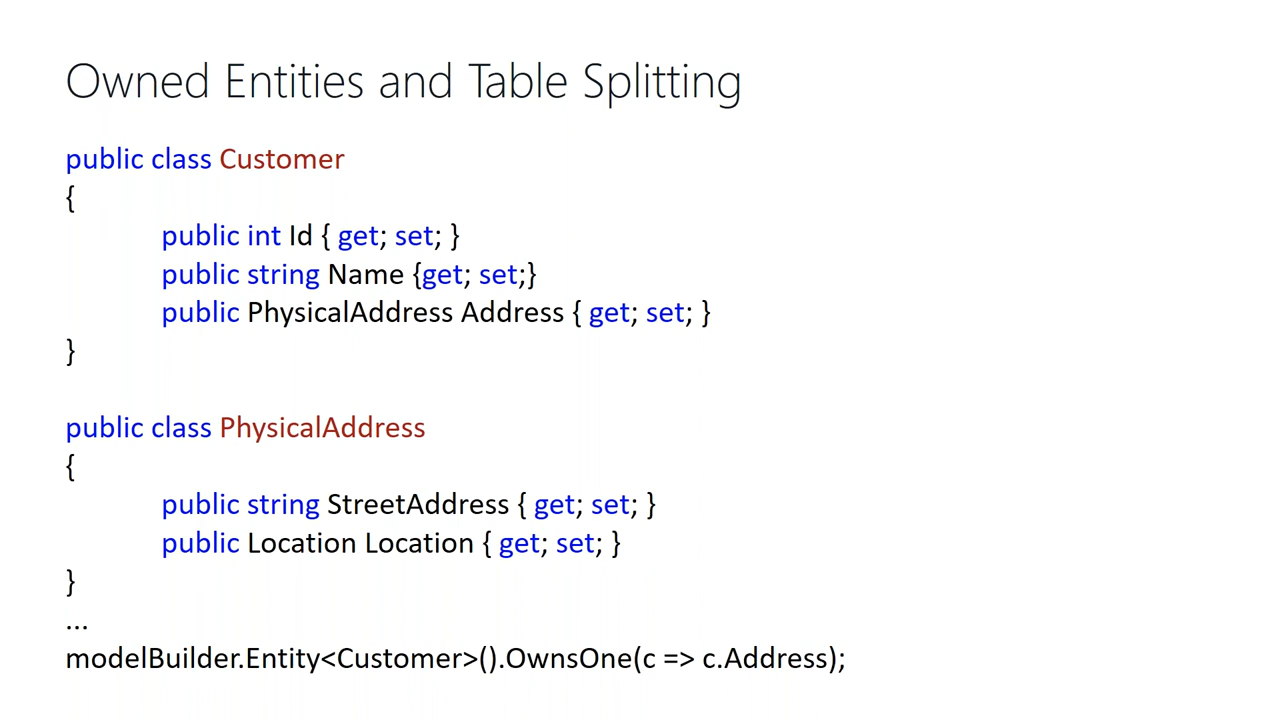 Owned Entities and Table Splitting
public class Customer
{
public int Id { get; set; }
public string Name {get; set;}
public PhysicalAddress Address { get; set; }
}
public class PhysicalAddress
{
public string StreetAddress { get; set; }
public Location Location { get; set; }
}
...
modelBuilder.Entity<Customer>().OwnsOne(c => c.Address);